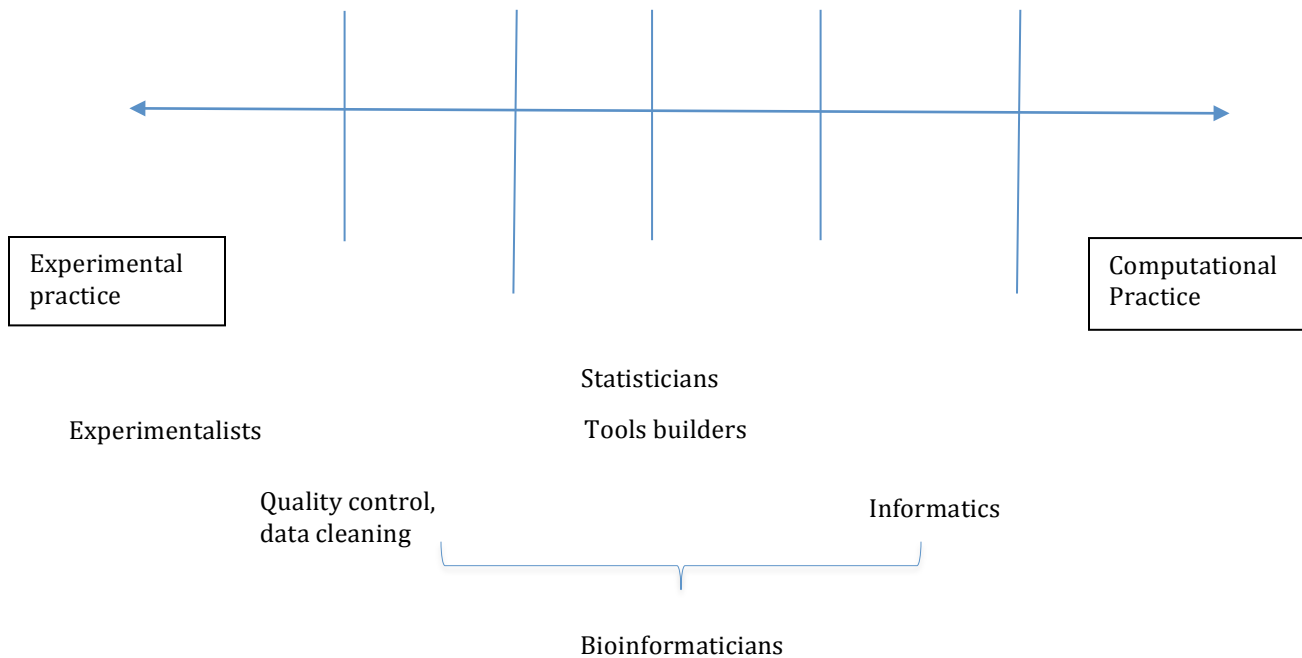 Experimental
practice
Computational
Practice
Statisticians
Experimentalists
Tools builders
Quality control,
data cleaning
Informatics
Bioinformaticians